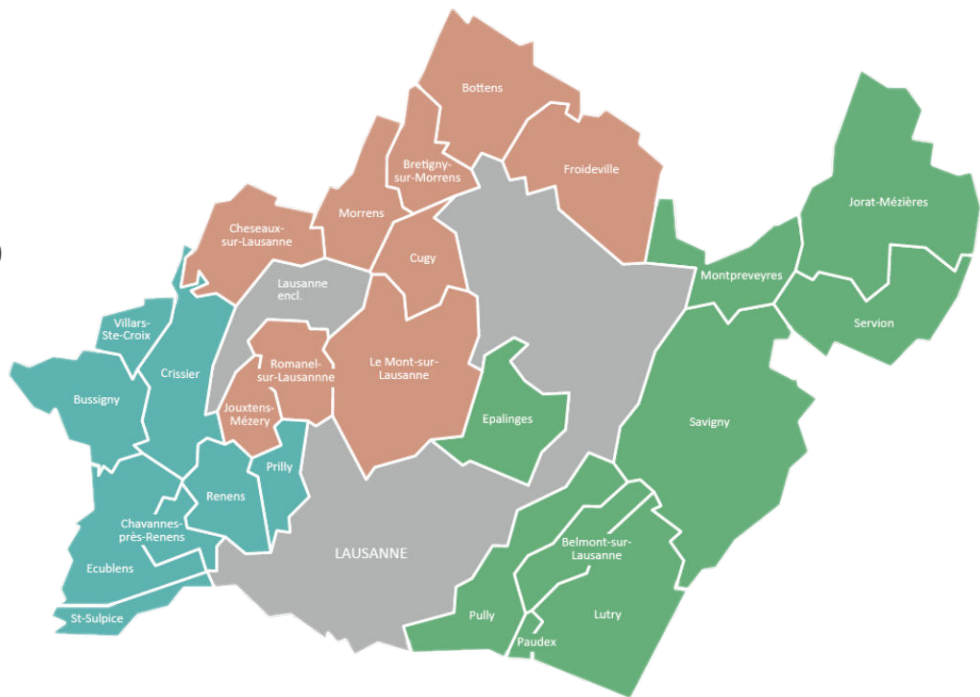 Bottens
Bretigny-
sur-Morrens
Froideville
Jorat-Mézières
Morrens
Cheseaux-
sur-Lausanne
Cugy
Montpreveyres
Lausanne
encl.
Villars-
Ste-Croix
Servion
Crissier
Romanel-
sur-Lausannne
Le Mont-sur-
Lausanne
Bussigny
Jouxtens-
Mézery
Epalinges
Savigny
Prilly
Renens
Chavannes-
près-Renens
Belmont-sur-
Lausanne
LAUSANNE
Ecublens
St-Sulpice
Pully
Lutry
Paudex